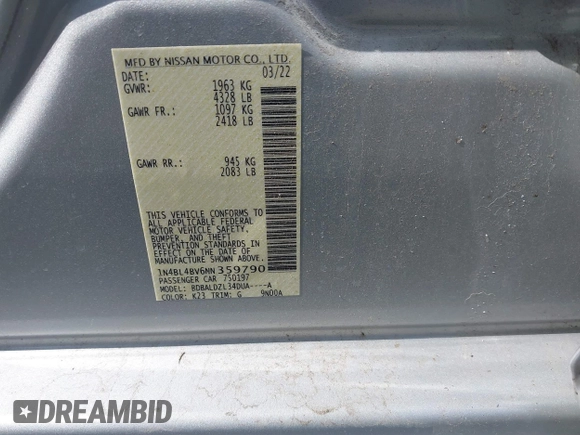 MFD BY NISSAN MOTOR CO., LTD.
DATE: 03/22
GVWR: 1963 KG
4328 LB
GAWR FR.: 1097 KG
2418 LB
GAWR RR.: 945 KG
2083 LB
THIS VEHICLE CONFORMS TO
ALL APPLICABLE FEDERAL
MOTOR VEHICLE SAFETY,
BUMPER, AND THEFT
PREVENTION STANDARDS
IN EFFECT ON THE DATE OF
MANUFACTURE SHOWN ABOVE.
1N4BL4BV6NN359790
PASSENGER CAR 750197
MODEL: BDBALDZL34DUA----A
COLOR: K23 TRIM: G 9N00A
DREAMBID